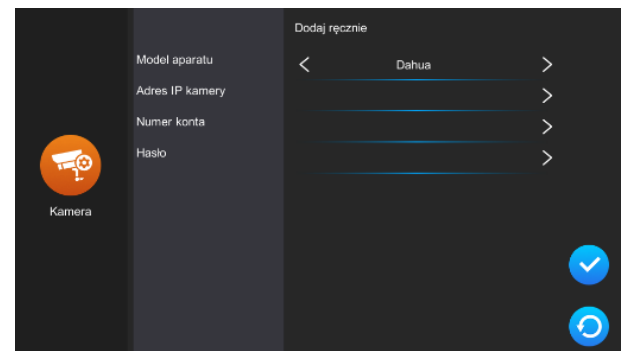 Dodaj ręcznie
Model aparatu
Dahua
Adres IP kamery
Numer konta
Hasło
Kamera